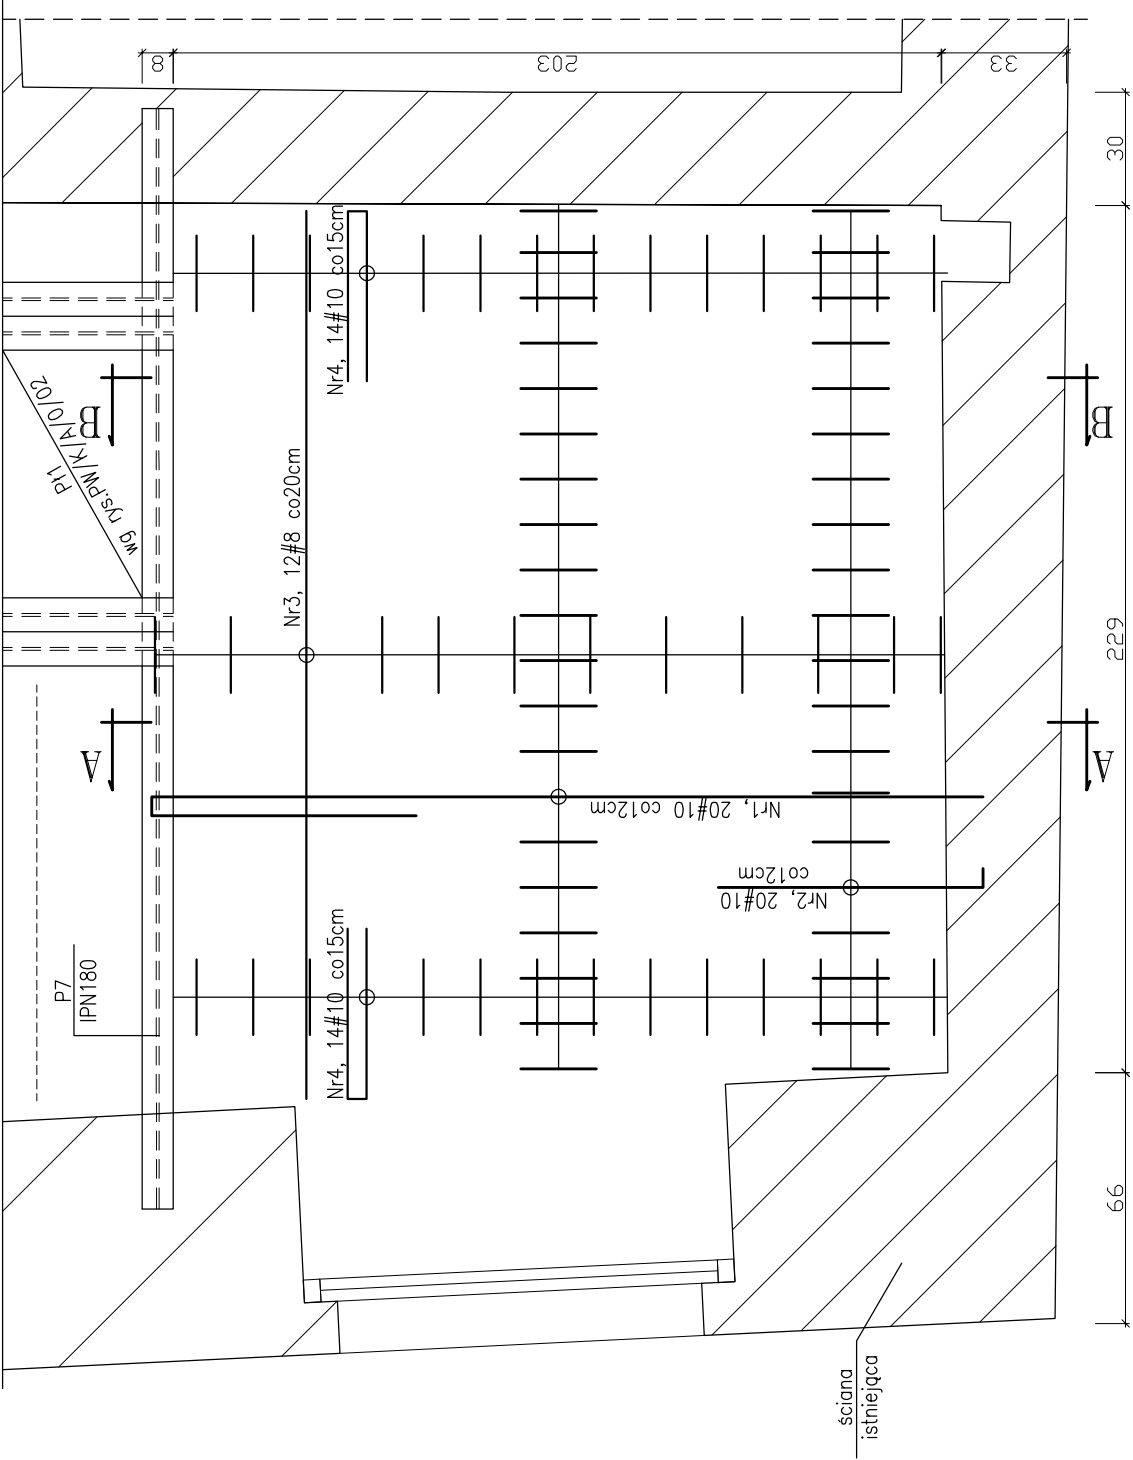 8
203
33
30
229
66
Nr4, 14#10 co15cm
Nr3, 12#8 co20cm
Pł1
wg rys.PW/K/A/0/02
B
B
A
A
Nr1, 20#10 co12cm
Nr2, 20#10
co12cm
Nr4, 14#10 co15cm
P7
IPN180
ściana
istniejąca